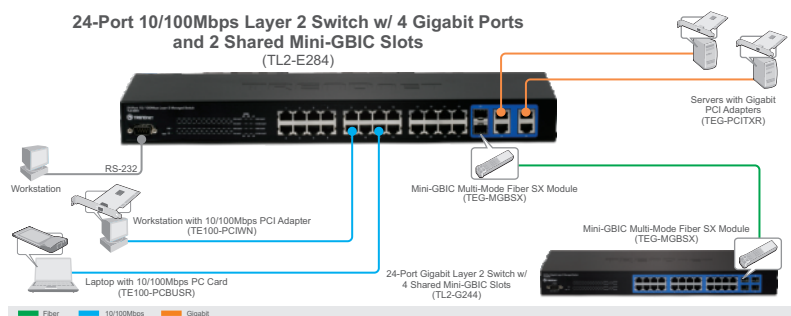 24-Port 10/100Mbps Layer 2 Switch w/ 4 Gigabit Ports
and 2 Shared Mini-GBIC Slots
(TL2-E284)
Servers with Gigabit
PCI Adapters
(TEG-PCITXR)
RS-232
Workstation
Mini-GBIC Multi-Mode Fiber SX Module
(TEG-MGBSX)
Workstation with 10/100Mbps PCI Adapter
(TE100-PCIWN)
Mini-GBIC Multi-Mode Fiber SX Module
(TEG-MGBSX)
Laptop with 10/100Mbps PC Card
(TE100-PCBUSR)
24-Port Gigabit Layer 2 Switch w/
4 Shared Mini-GBIC Slots
(TL2-G244)
Fiber
10/100Mbps
Gigabit